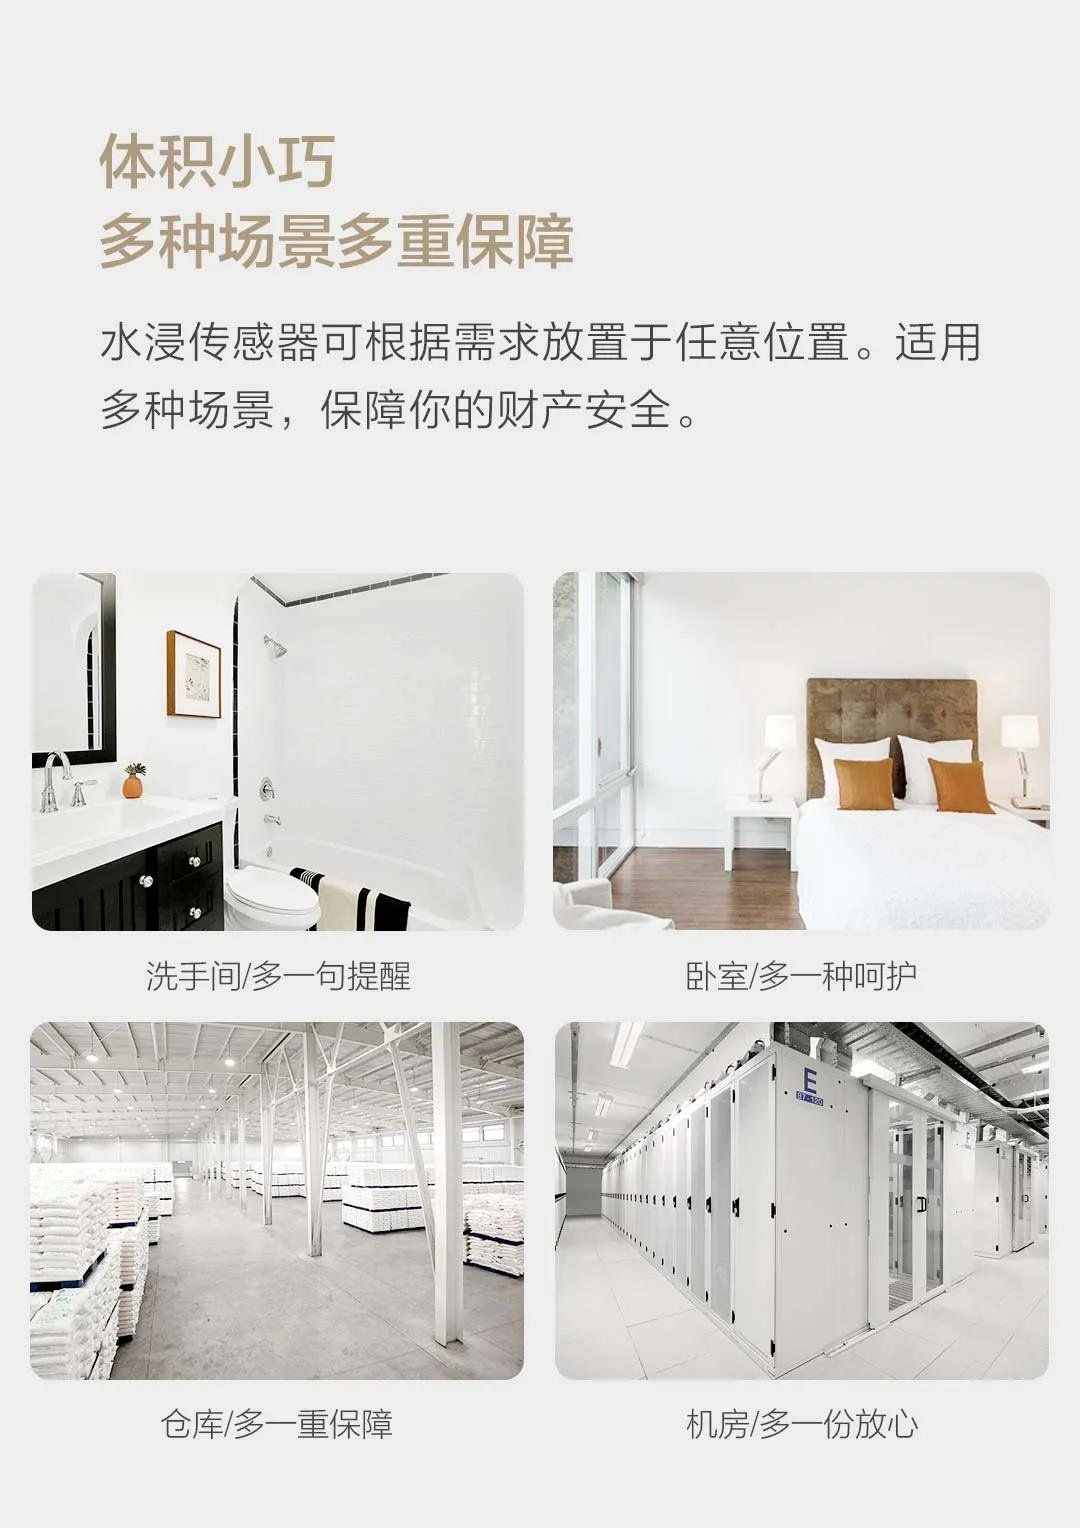 体积小巧
多种场景多重保障
水浸传感器可根据需求放置于任意位置。适用
多种场景，保障你的财产安全。
洗手间/多一句提醒
卧室/多一种呵护
E
87-120
仓库/多一重保障
机房/多一份放心